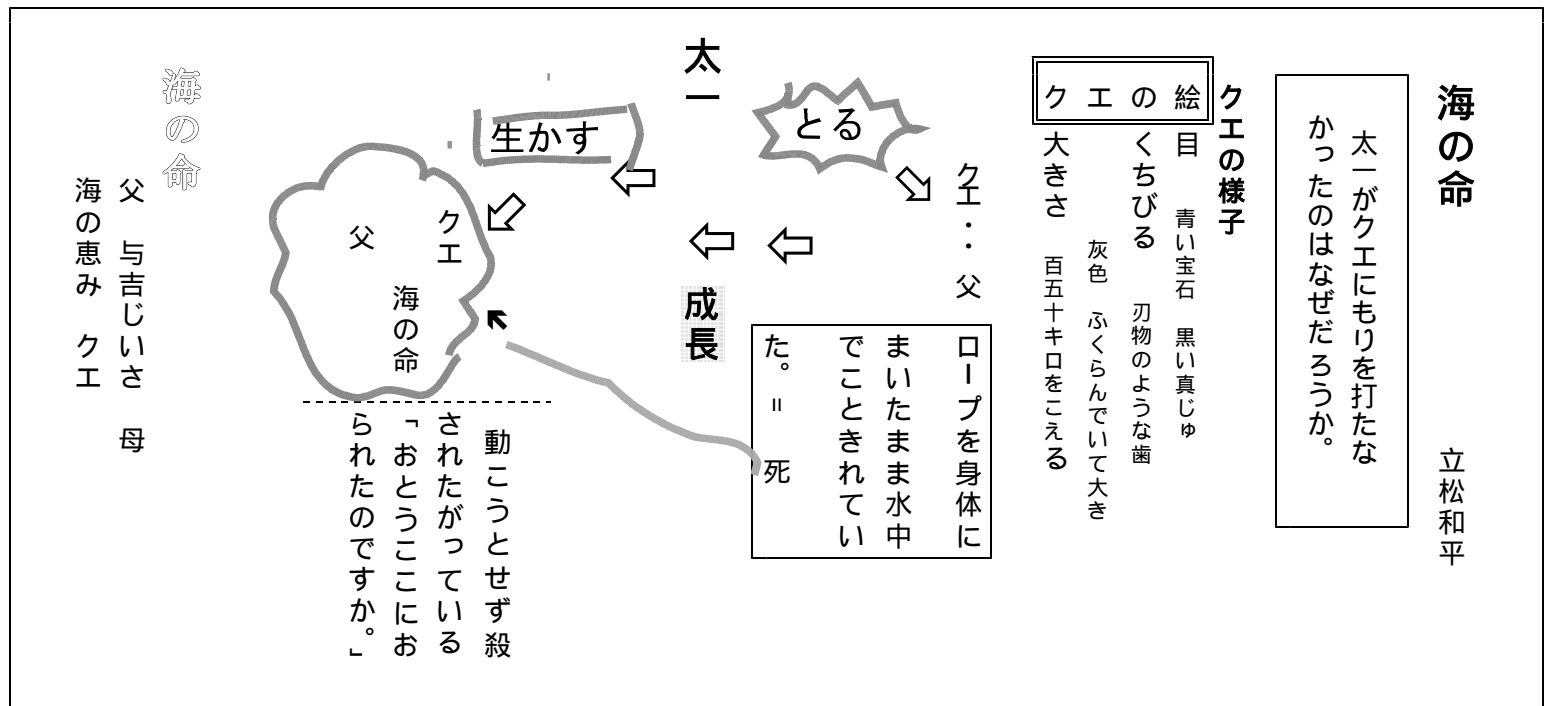 海の命
立松和平
太一がクエにもりを打たな
かったのはなぜだろうか。
クエの様子
クエの絵
目 青い宝石 黒い真じゅ
くちびる 刃物のような歯
灰色 ふくらんでいて大き
大きさ 百五十キロをこえる
とる
クエ・・父
ロープを身体に
まいたまま水中
でこときれてい
た。= 死
太一
成長
生かす
クエ
海の命
父
動こうとせず殺
されたがっている
「おとうここにお
られたのですか。」
海の命
父 与吉じいさ 母
海の恵み クエ